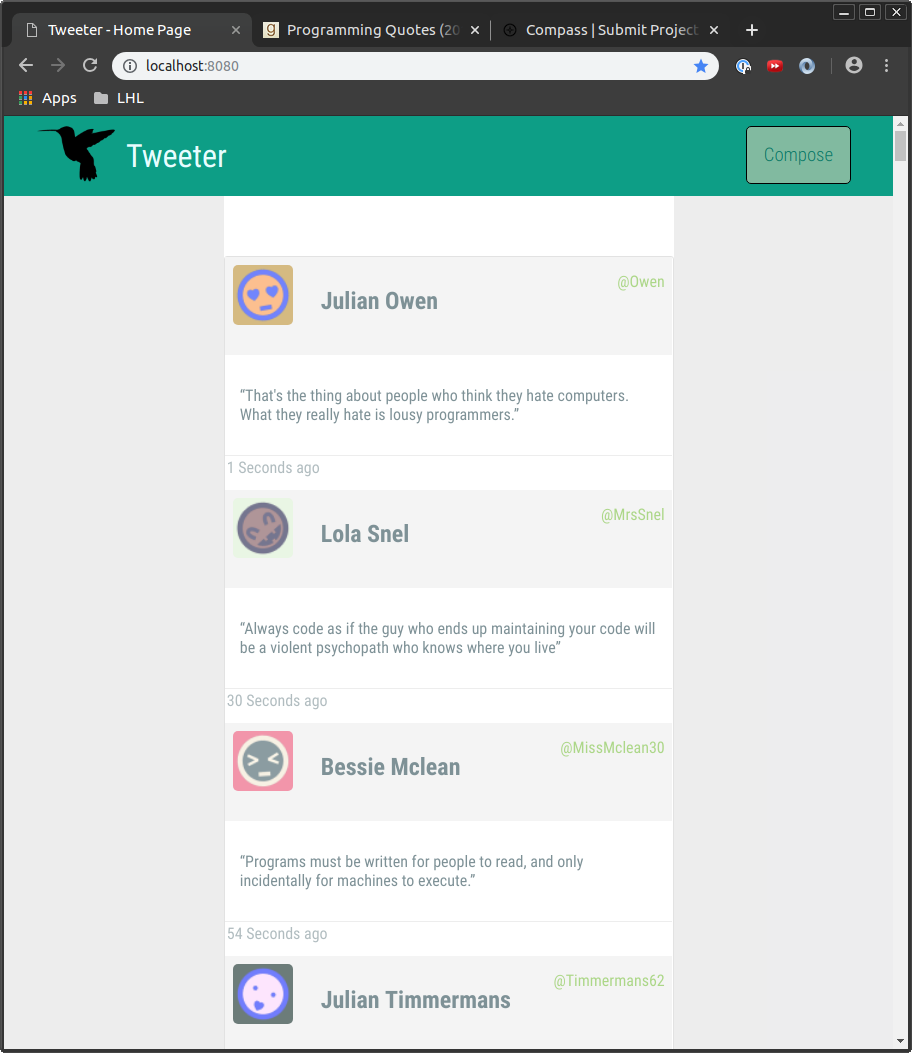 Tweeter - Home Page
Programming Quotes (20
Compass | Submit Project
localhost:8080
Apps
LHL
Tweeter
Compose
@Owen
Julian Owen
“That's the thing about people who think they hate computers.
What they really hate is lousy programmers.”
1 Seconds ago
@MrsSnel
Lola Snel
“Always code as if the guy who ends up maintaining your code will
be a violent psychopath who knows where you live”
30 Seconds ago
@MissMclean30
Bessie Mclean
“Programs must be written for people to read, and only
incidentally for machines to execute.”
54 Seconds ago
@Timmermans62
Julian Timmermans